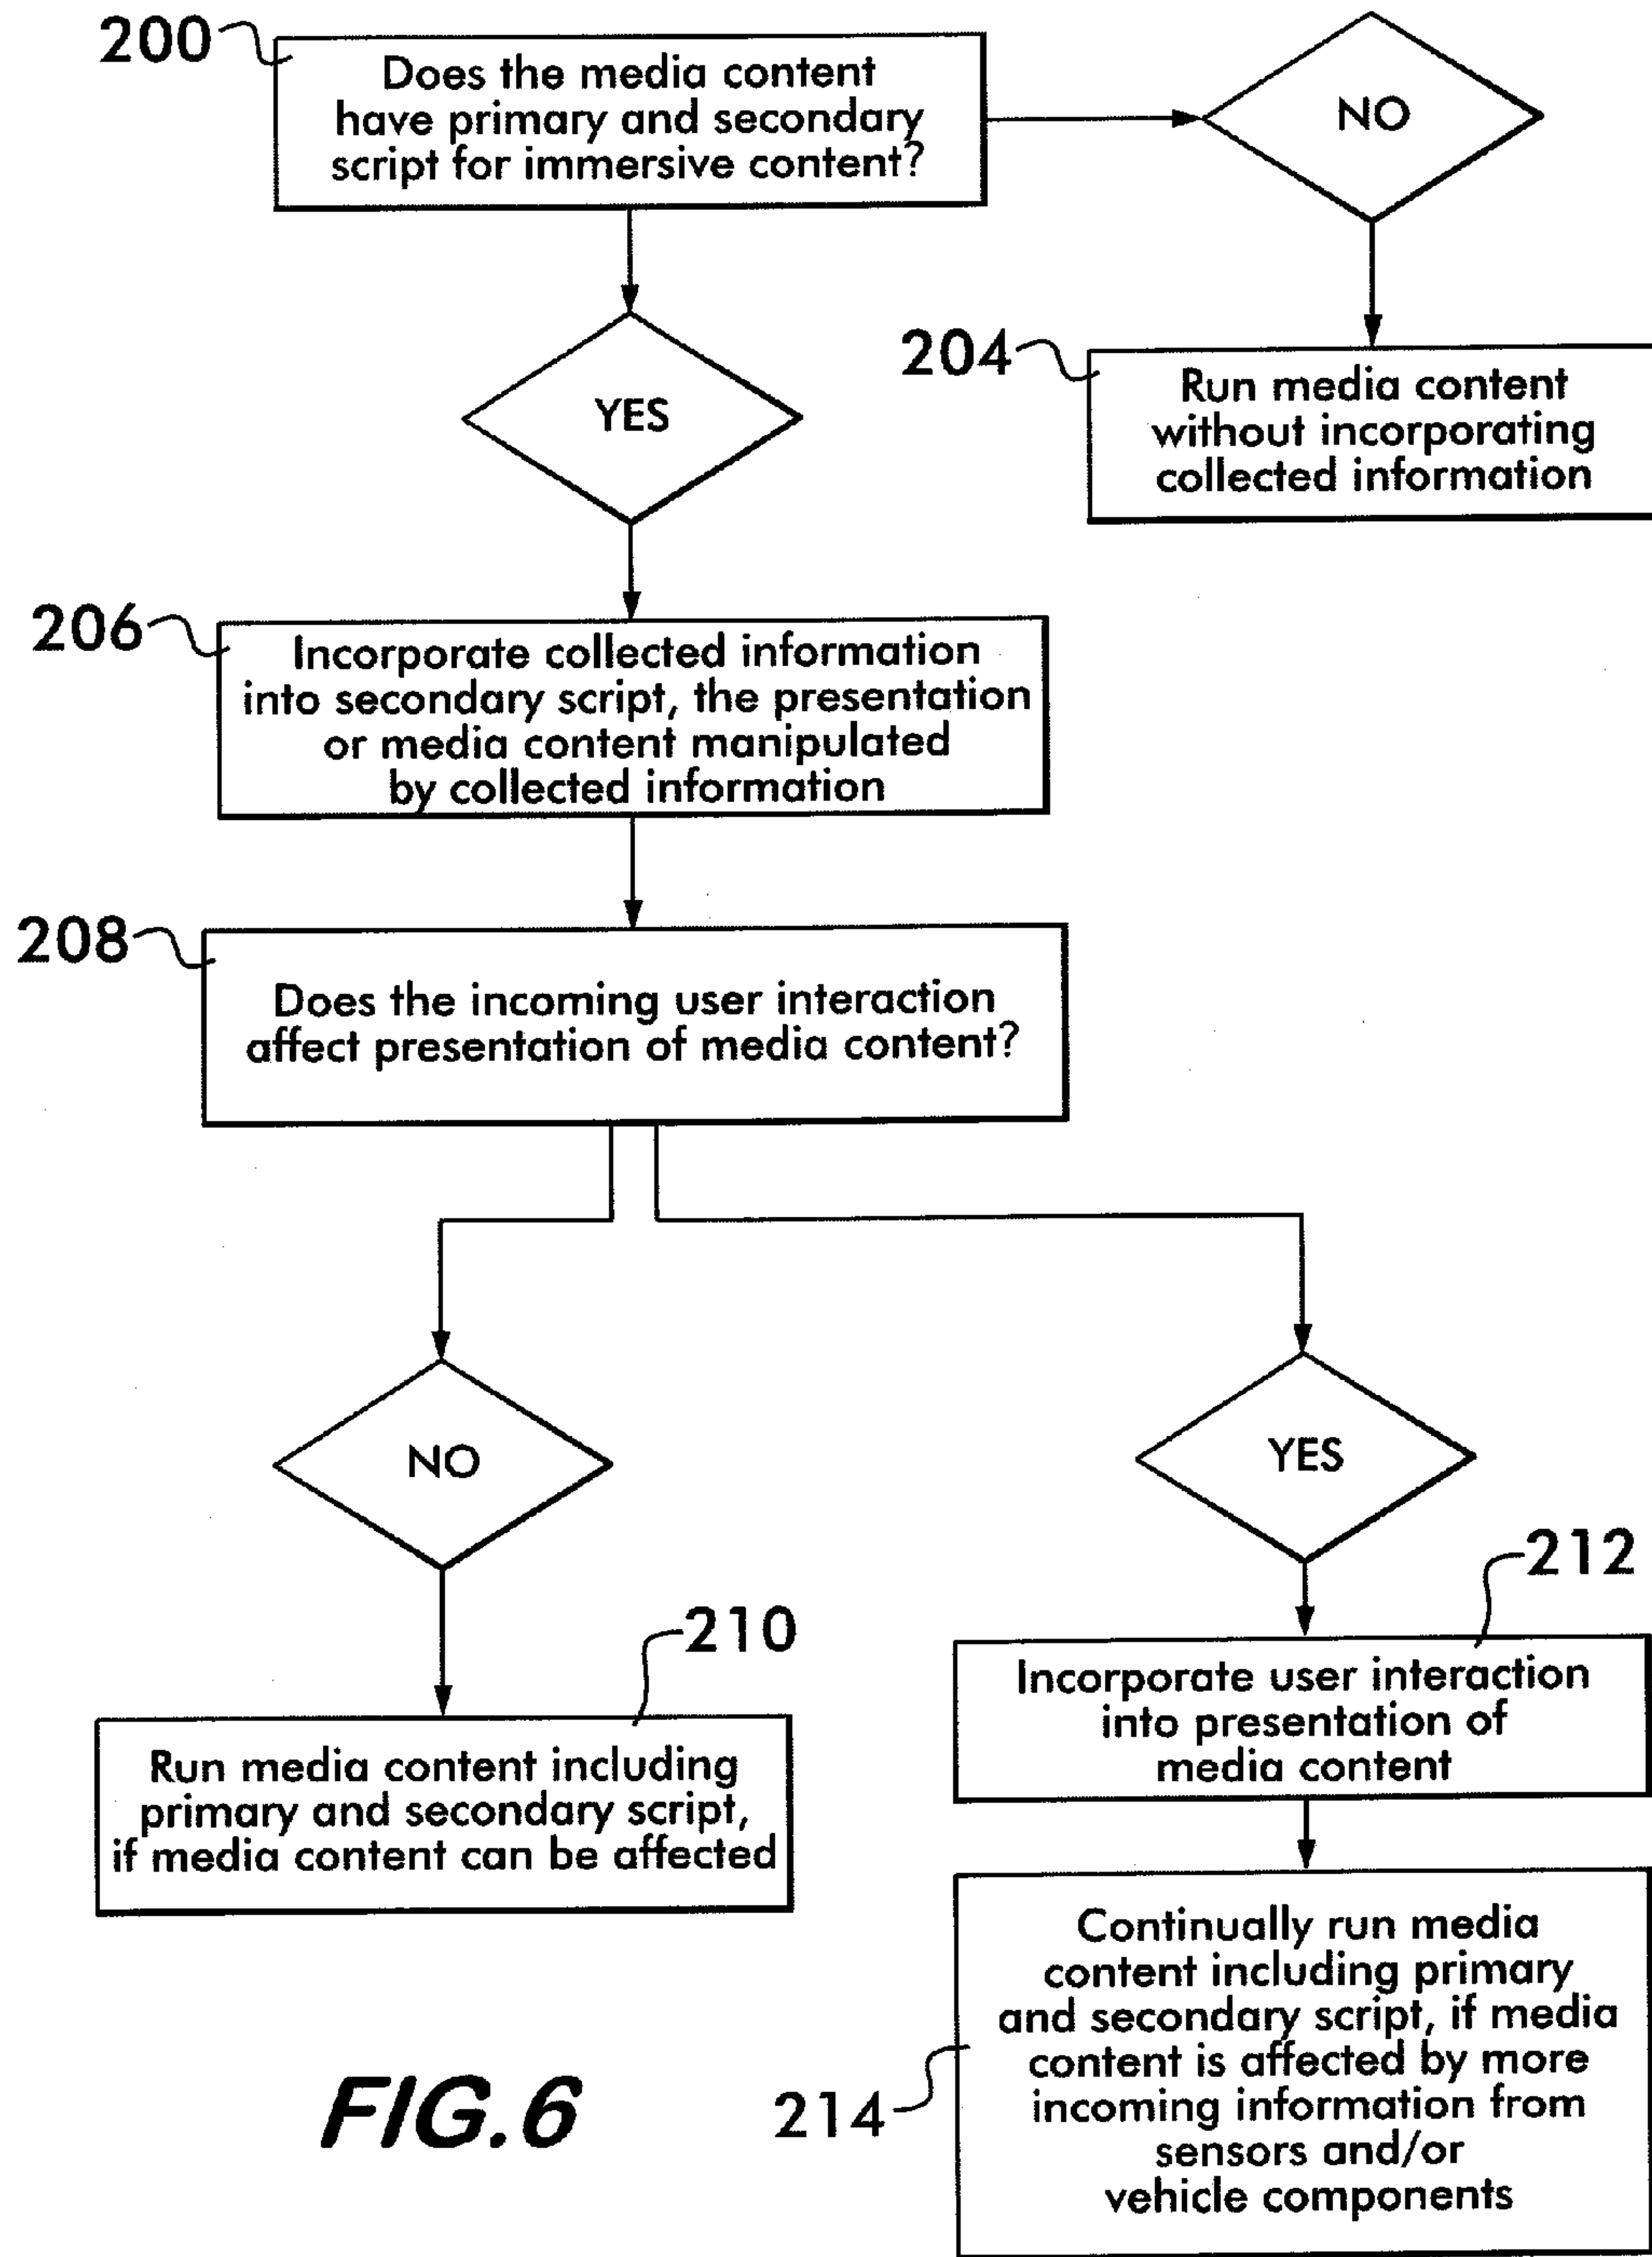 200
Does the media content
have primary and secondary
script for immersive content?
NO
YES
204
Run media content
without incorporating
collected information
206
Incorporate collected information
into secondary script, the presentation
or media content manipulated
by collected information
208
Does the incoming user interaction
affect presentation of media content?
NO
YES
210
Run media content including
primary and secondary script,
if media content can be affected
212
Incorporate user interaction
into presentation of
media content
214
Continually run media
content including primary
and secondary script, if media
content is affected by more
incoming information from
sensors and/or
vehicle components
FIG.6